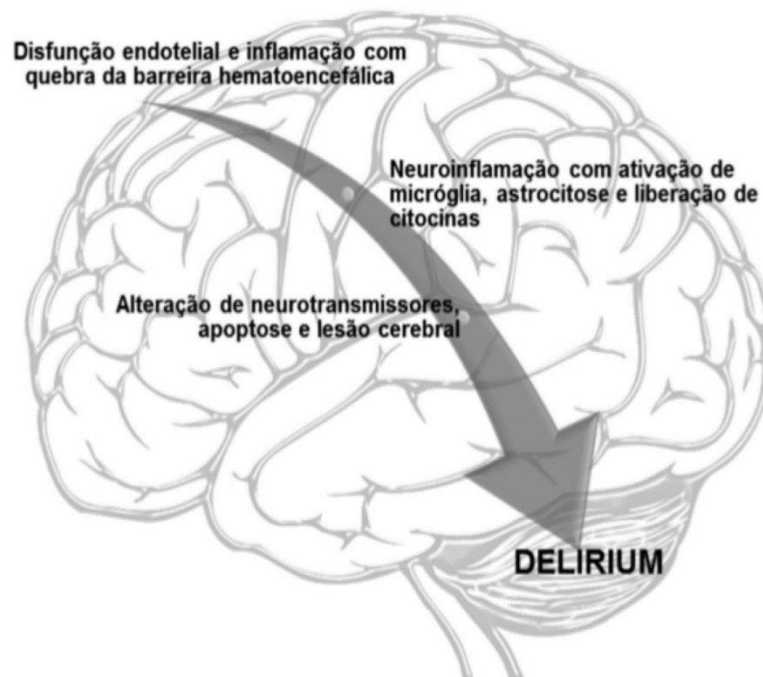 Disfunção endotelial e inflamação com
quebra da barreira hematoencefálica
Neuroinflamação com ativação de
micróglia, astrocitose e liberação de
citocinas
Alteração de neurotransmissores,
apoptose e lesão cerebral
DELIRIUM